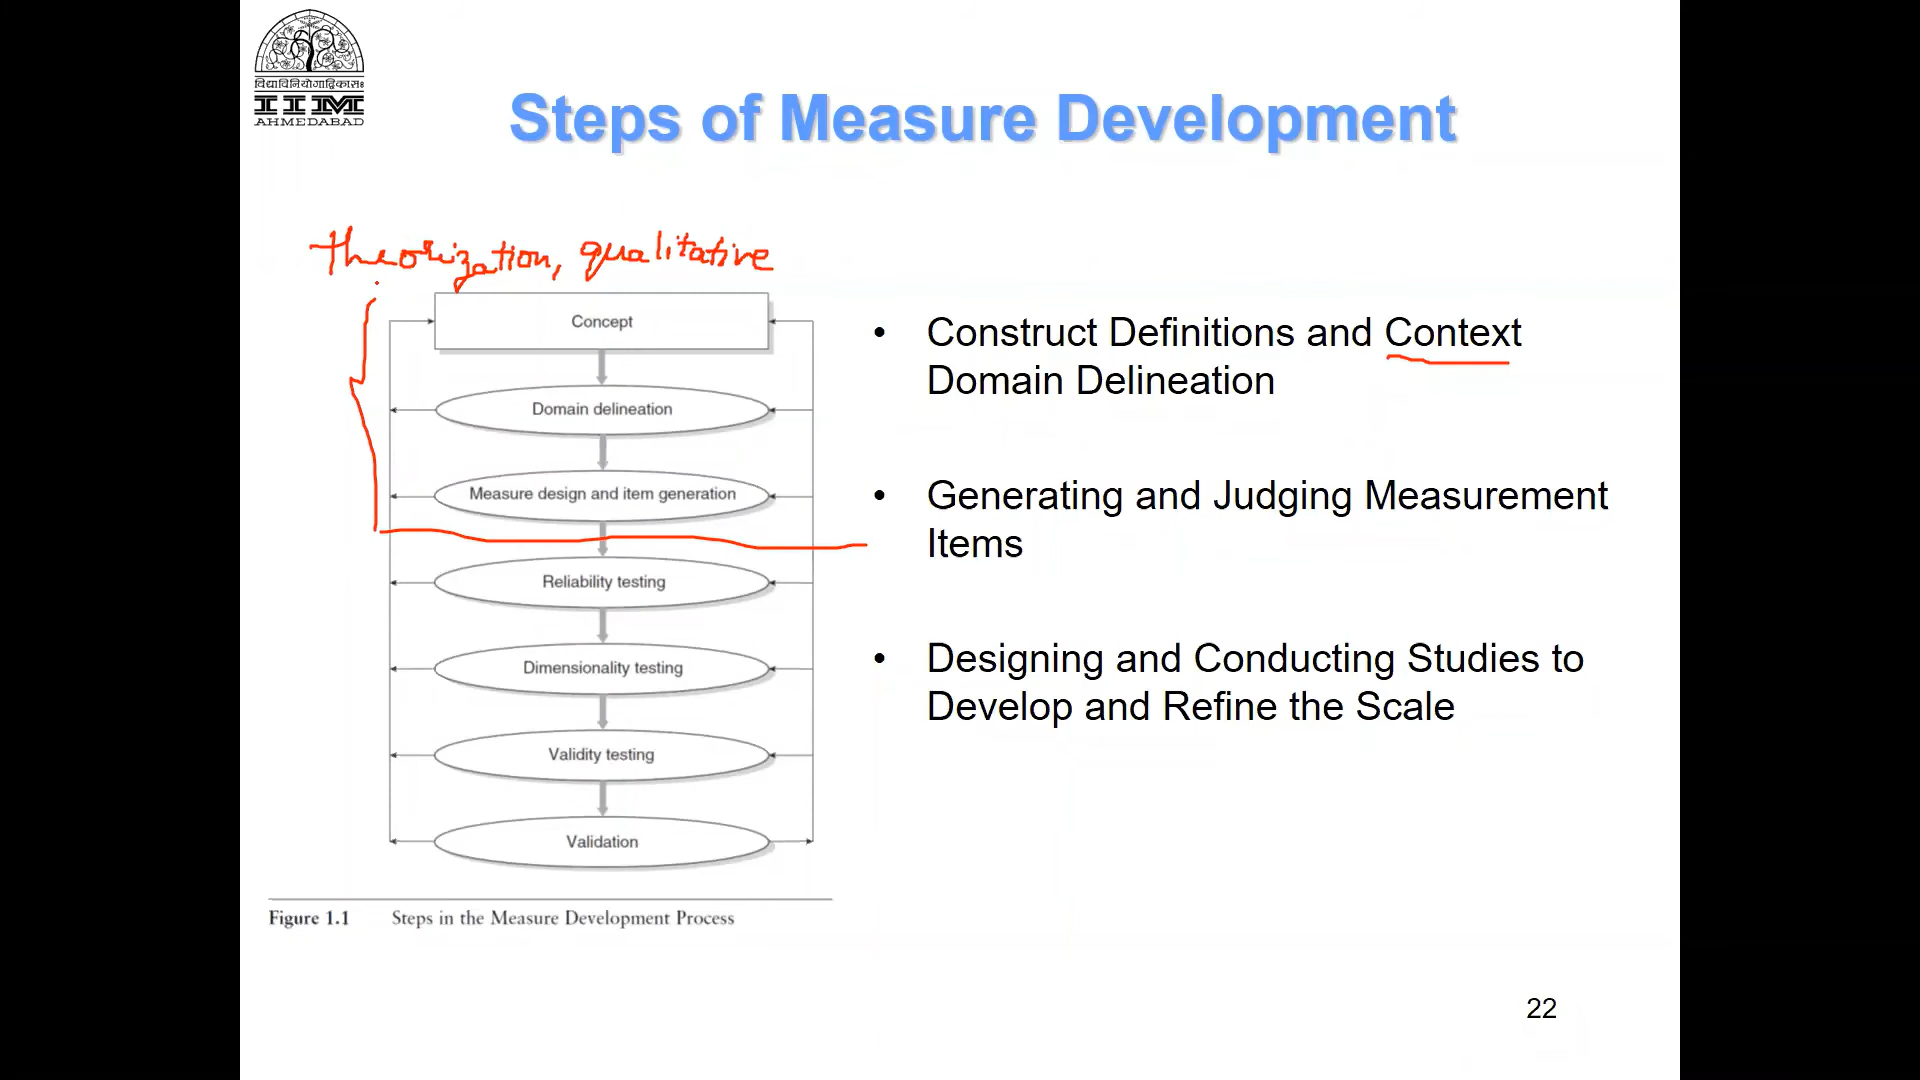 विद्याविनियोगाद्विकासः
IIM
AHMEDABAD
Steps of Measure Development
theorization, qualitative
Concept
Domain delineation
Measure design and item generation
Reliability testing
Dimensionality testing
Validity testing
Validation
Figure 1.1 Steps in the Measure Development Process
• Construct Definitions and Context
Domain Delineation
• Generating and Judging Measurement
Items
• Designing and Conducting Studies to
Develop and Refine the Scale
22